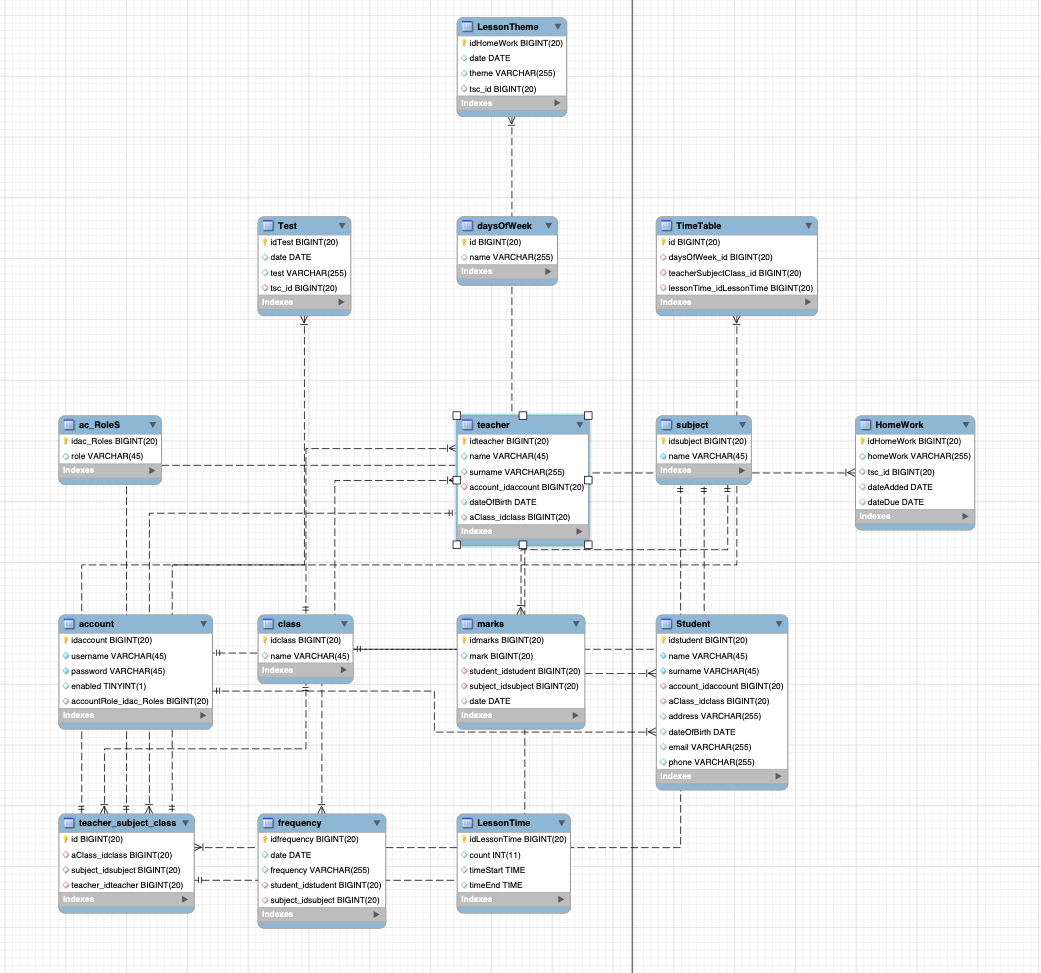 LessonTheme
idHomeWork BIGINT(20)
date DATE
theme VARCHAR(255)
tsc_id BIGINT(20)
Indexes
Test
idTest BIGINT(20)
date DATE
test VARCHAR(255)
tsc_id BIGINT(20)
Indexes
daysOfWeek
id BIGINT(20)
name VARCHAR(255)
Indexes
TimeTable
id BIGINT(20)
daysOfWeek_id BIGINT(20)
teacherSubjectClass_id BIGINT(20)
lessonTime_idLessonTime BIGINT(20)
Indexes
ac_RoleS
idac_Roles BIGINT(20)
role VARCHAR(45)
Indexes
teacher
idteacher BIGINT(20)
name VARCHAR(45)
surname VARCHAR(255)
account_idaccount BIGINT(20)
dateOfBirth DATE
aClass_idclass BIGINT(20)
Indexes
subject
idsubject BIGINT(20)
name VARCHAR(45)
Indexes
HomeWork
idHomeWork BIGINT(20)
homeWork VARCHAR(255)
tsc_id BIGINT(20)
dateAdded DATE
dateDue DATE
Indexes
account
idaccount BIGINT(20)
username VARCHAR(45)
password VARCHAR(45)
enabled TINYINT(1)
accountRole_idac_Roles BIGINT(20)
Indexes
class
idclass BIGINT(20)
name VARCHAR(45)
Indexes
marks
idmarks BIGINT(20)
mark BIGINT(20)
student_idstudent BIGINT(20)
subject_idsubject BIGINT(20)
date DATE
Indexes
Student
idstudent BIGINT(20)
name VARCHAR(45)
surname VARCHAR(45)
account_idaccount BIGINT(20)
aClass_idclass BIGINT(20)
address VARCHAR(255)
dateOfBirth DATE
email VARCHAR(255)
phone VARCHAR(255)
Indexes
teacher_subject_class
id BIGINT(20)
aClass_idclass BIGINT(20)
subject_idsubject BIGINT(20)
teacher_idteacher BIGINT(20)
Indexes
frequency
idfrequency BIGINT(20)
date DATE
frequency VARCHAR(255)
student_idstudent BIGINT(20)
subject_idsubject BIGINT(20)
Indexes
LessonTime
idLessonTime BIGINT(20)
count INT(11)
timeStart TIME
timeEnd TIME
Indexes